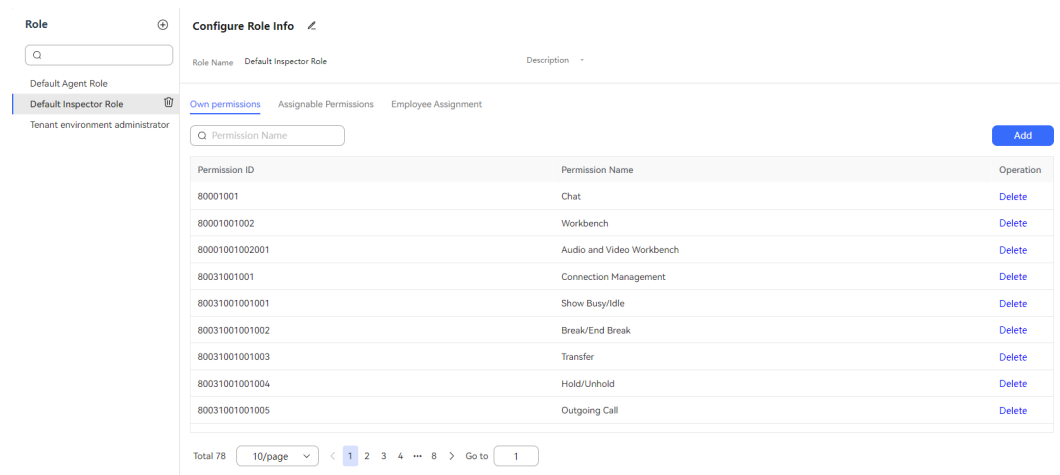 Role
Default Agent Role
Default Inspector Role
Tenant environment administrator
Configure Role Info
Role Name Default Inspector Role Description -
Own permissions Assignable Permissions Employee Assignment
Permission Name Add
Permission ID Permission Name Operation
80001001 Chat Delete
80001001002 Workbench Delete
80001001002001 Audio and Video Workbench Delete
80031001001 Connection Management Delete
80031001001001 Show Busy/Idle Delete
80031001001002 Break/End Break Delete
80031001001003 Transfer Delete
80031001001004 Hold/Unhold Delete
80031001001005 Outgoing Call Delete
Total 78 10/page < 1 2 3 4 ••• 8 > Go to 1